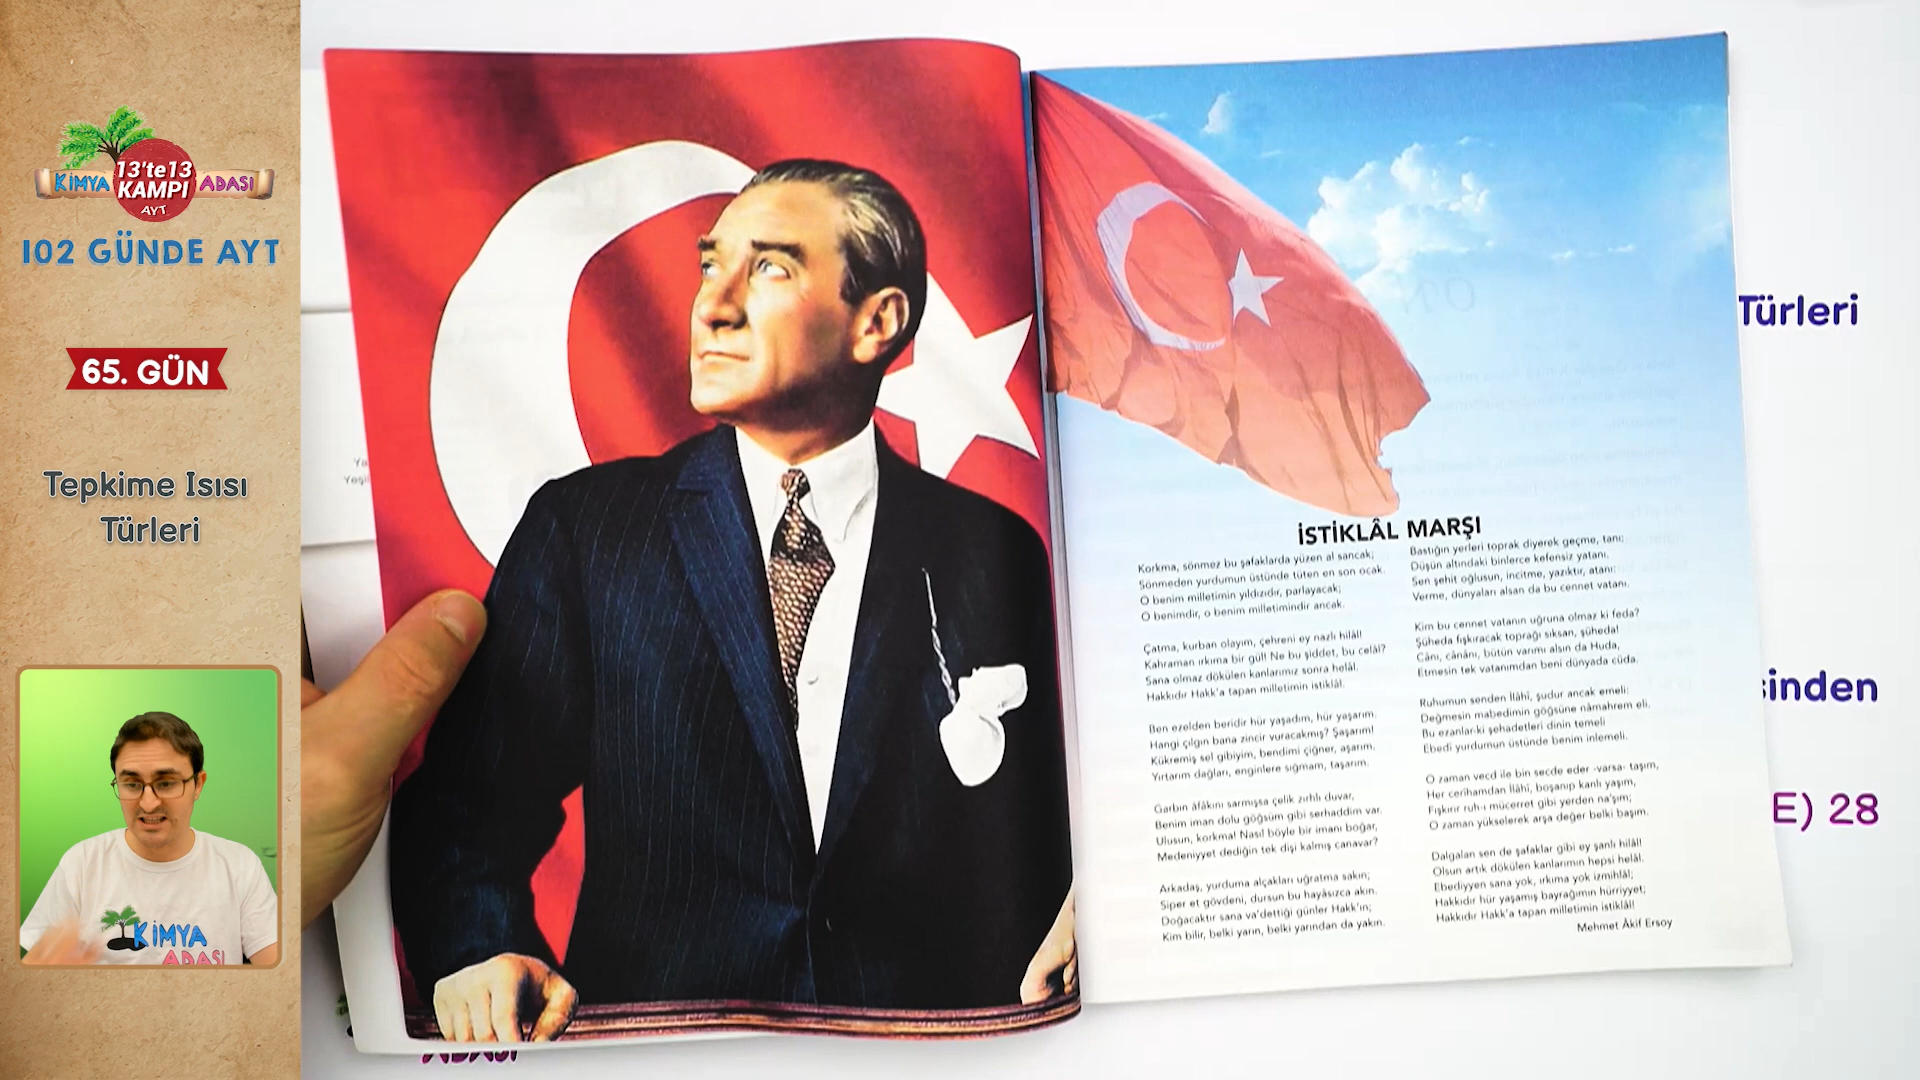 KİMYA
13'te13
KAMPI
AYT
ADASI
102 GÜNDE AYT
65. GÜN
Tepkime Isısı
Türleri
KİMYA
ADASI
Türleri
sinden
E) 28
ADASI
İSTİKLÂL MARŞI
Korkma, sönmez bu şafaklarda yüzen al sancak;
Sönmeden yurdumun üstünde tüten en son ocak.
O benim milletimin yıldızıdır, parlayacak;
O benimdir, o benim milletimindir ancak.
Çatma, kurban olayım, çehreni ey nazlı hilâl!
Kahraman ırkıma bir gül! Ne bu şiddet, bu celâl?
Sana olmaz dökülen kanlarımız sonra helâl.
Hakkıdır Hakk'a tapan milletimin istiklâl.
Ben ezelden beridir hür yaşadım, hür yaşarım.
Hangi çılgın bana zincir vuracakmış? Şaşarım!
Kükremiş sel gibiyim, bendimi çiğner, aşarım.
Yırtarım dağları, enginlere sığmam, taşarım.
Garbın âfâkını sarmışsa çelik zırhlı duvar,
Benim iman dolu göğsüm gibi serhaddim var.
Ulusun, korkma! Nasıl böyle bir imanı boğar,
Medeniyyet dediğin tek dişi kalmış canavar?
Arkadaş, yurduma alçakları uğratma sakın;
Siper et gövdeni, dursun bu hayâsızca akın.
Doğacaktır sana va'dettiği günler Hakk'ın;
Kim bilir, belki yarın, belki yarından da yakın.
Bastığın yerleri toprak diyerek geçme, tanı:
Düşün altındaki binlerce kefensiz yatanı.
Sen şehit oğlusun, incitme, yazıktır, atanı:
Verme, dünyaları alsan da bu cennet vatanı.
Kim bu cennet vatanın uğruna olmaz ki feda?
Şüheda fışkıracak toprağı sıksan, şüheda!
Cânı, cânânı, bütün varımı alsın da Huda,
Etmesin tek vatanımdan beni dünyada cüda.
Ruhumun senden İlâhî, şudur ancak emeli:
Değmesin mabedimin göğsüne nâmahrem eli.
Bu ezanlar-ki şehadetleri dinin temeli
Ebedî yurdumun üstünde benim inlemeli.
O zaman vecd ile bin secde eder -varsa- taşım,
Her cerihamdan İlâhî, boşanıp kanlı yaşım,
Fışkırır ruh-ı mücerret gibi yerden na'şım;
O zaman yükselerek arşa değer belki başım.
Dalgalan sen de şafaklar gibi ey şanlı hilâl!
Olsun artık dökülen kanlarımın hepsi helâl.
Ebediyyen sana yok, ırkıma yok izmihlâl;
Hakkıdır hür yaşamış bayrağımın hürriyyet;
Hakkıdır Hakk'a tapan milletimin istiklâl!
Mehmet Âkif Ersoy